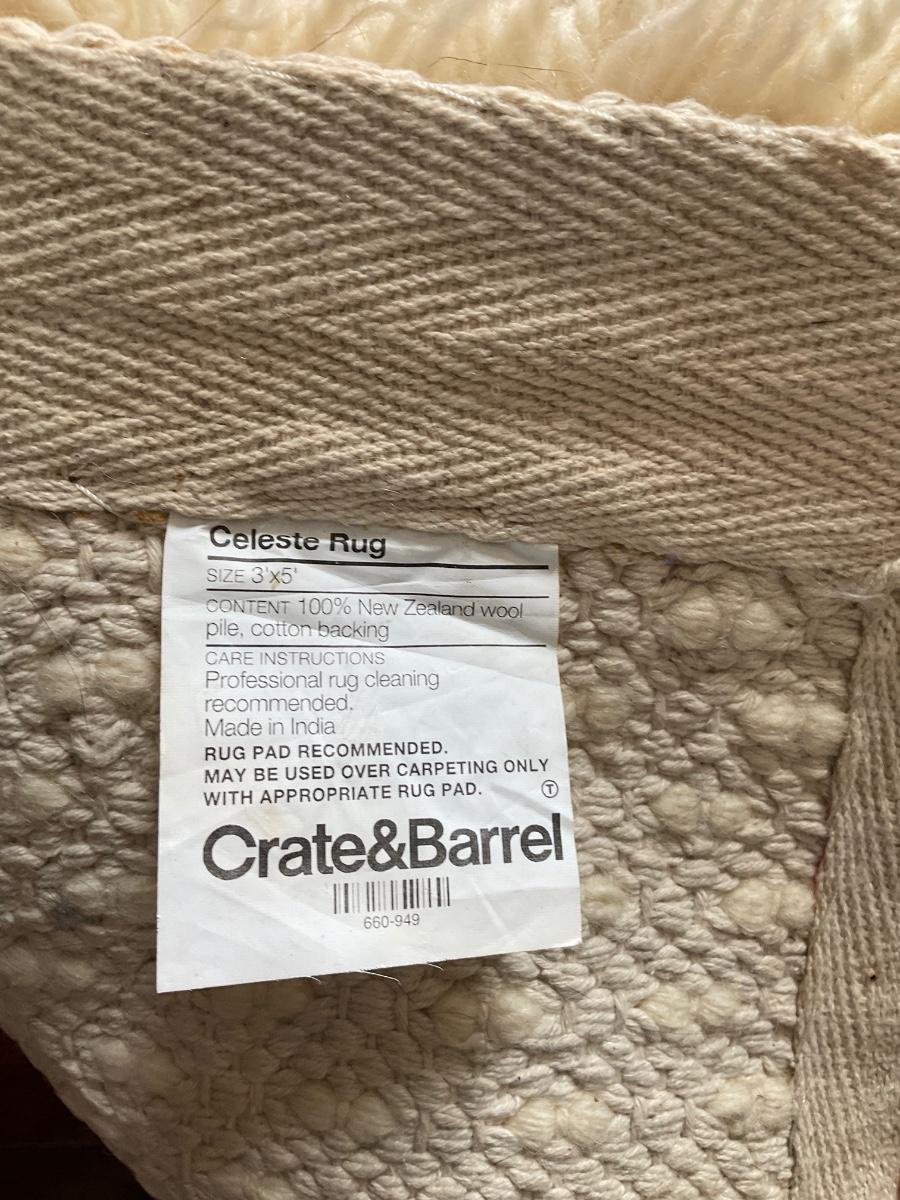 Celeste Rug
SIZE 3'x5'
CONTENT 100% New Zealand wool
pile, cotton backing
CARE INSTRUCTIONS
Professional rug cleaning
recommended.
Made in India
RUG PAD RECOMMENDED.
MAY BE USED OVER CARPETING ONLY
WITH APPROPRIATE RUG PAD.
T
Crate&Barrel
660-949